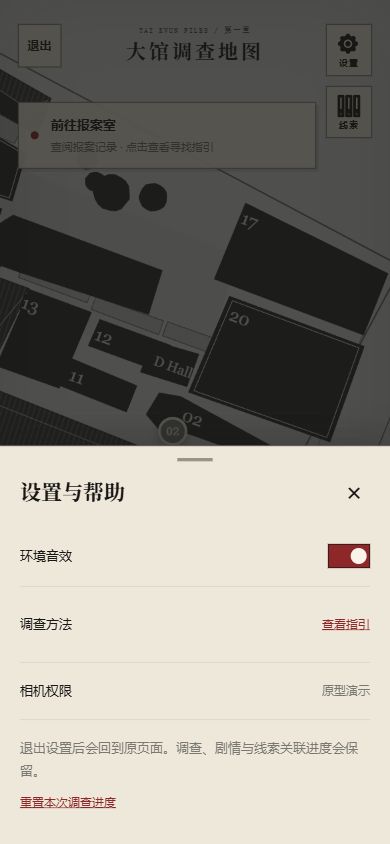 TAI KWUN FILES / 第一案
退出
大馆调查地图
设置
线索
前往报案室
查阅报案记录 · 点击查看寻找指引
17
13
20
12
D Hall
11
02
02
设置与帮助
×
环境音效
调查方法
查看指引
相机权限
原型演示
退出设置后会回到原页面。调查、剧情与线索关联进度会保
留。
重置本次调查进度